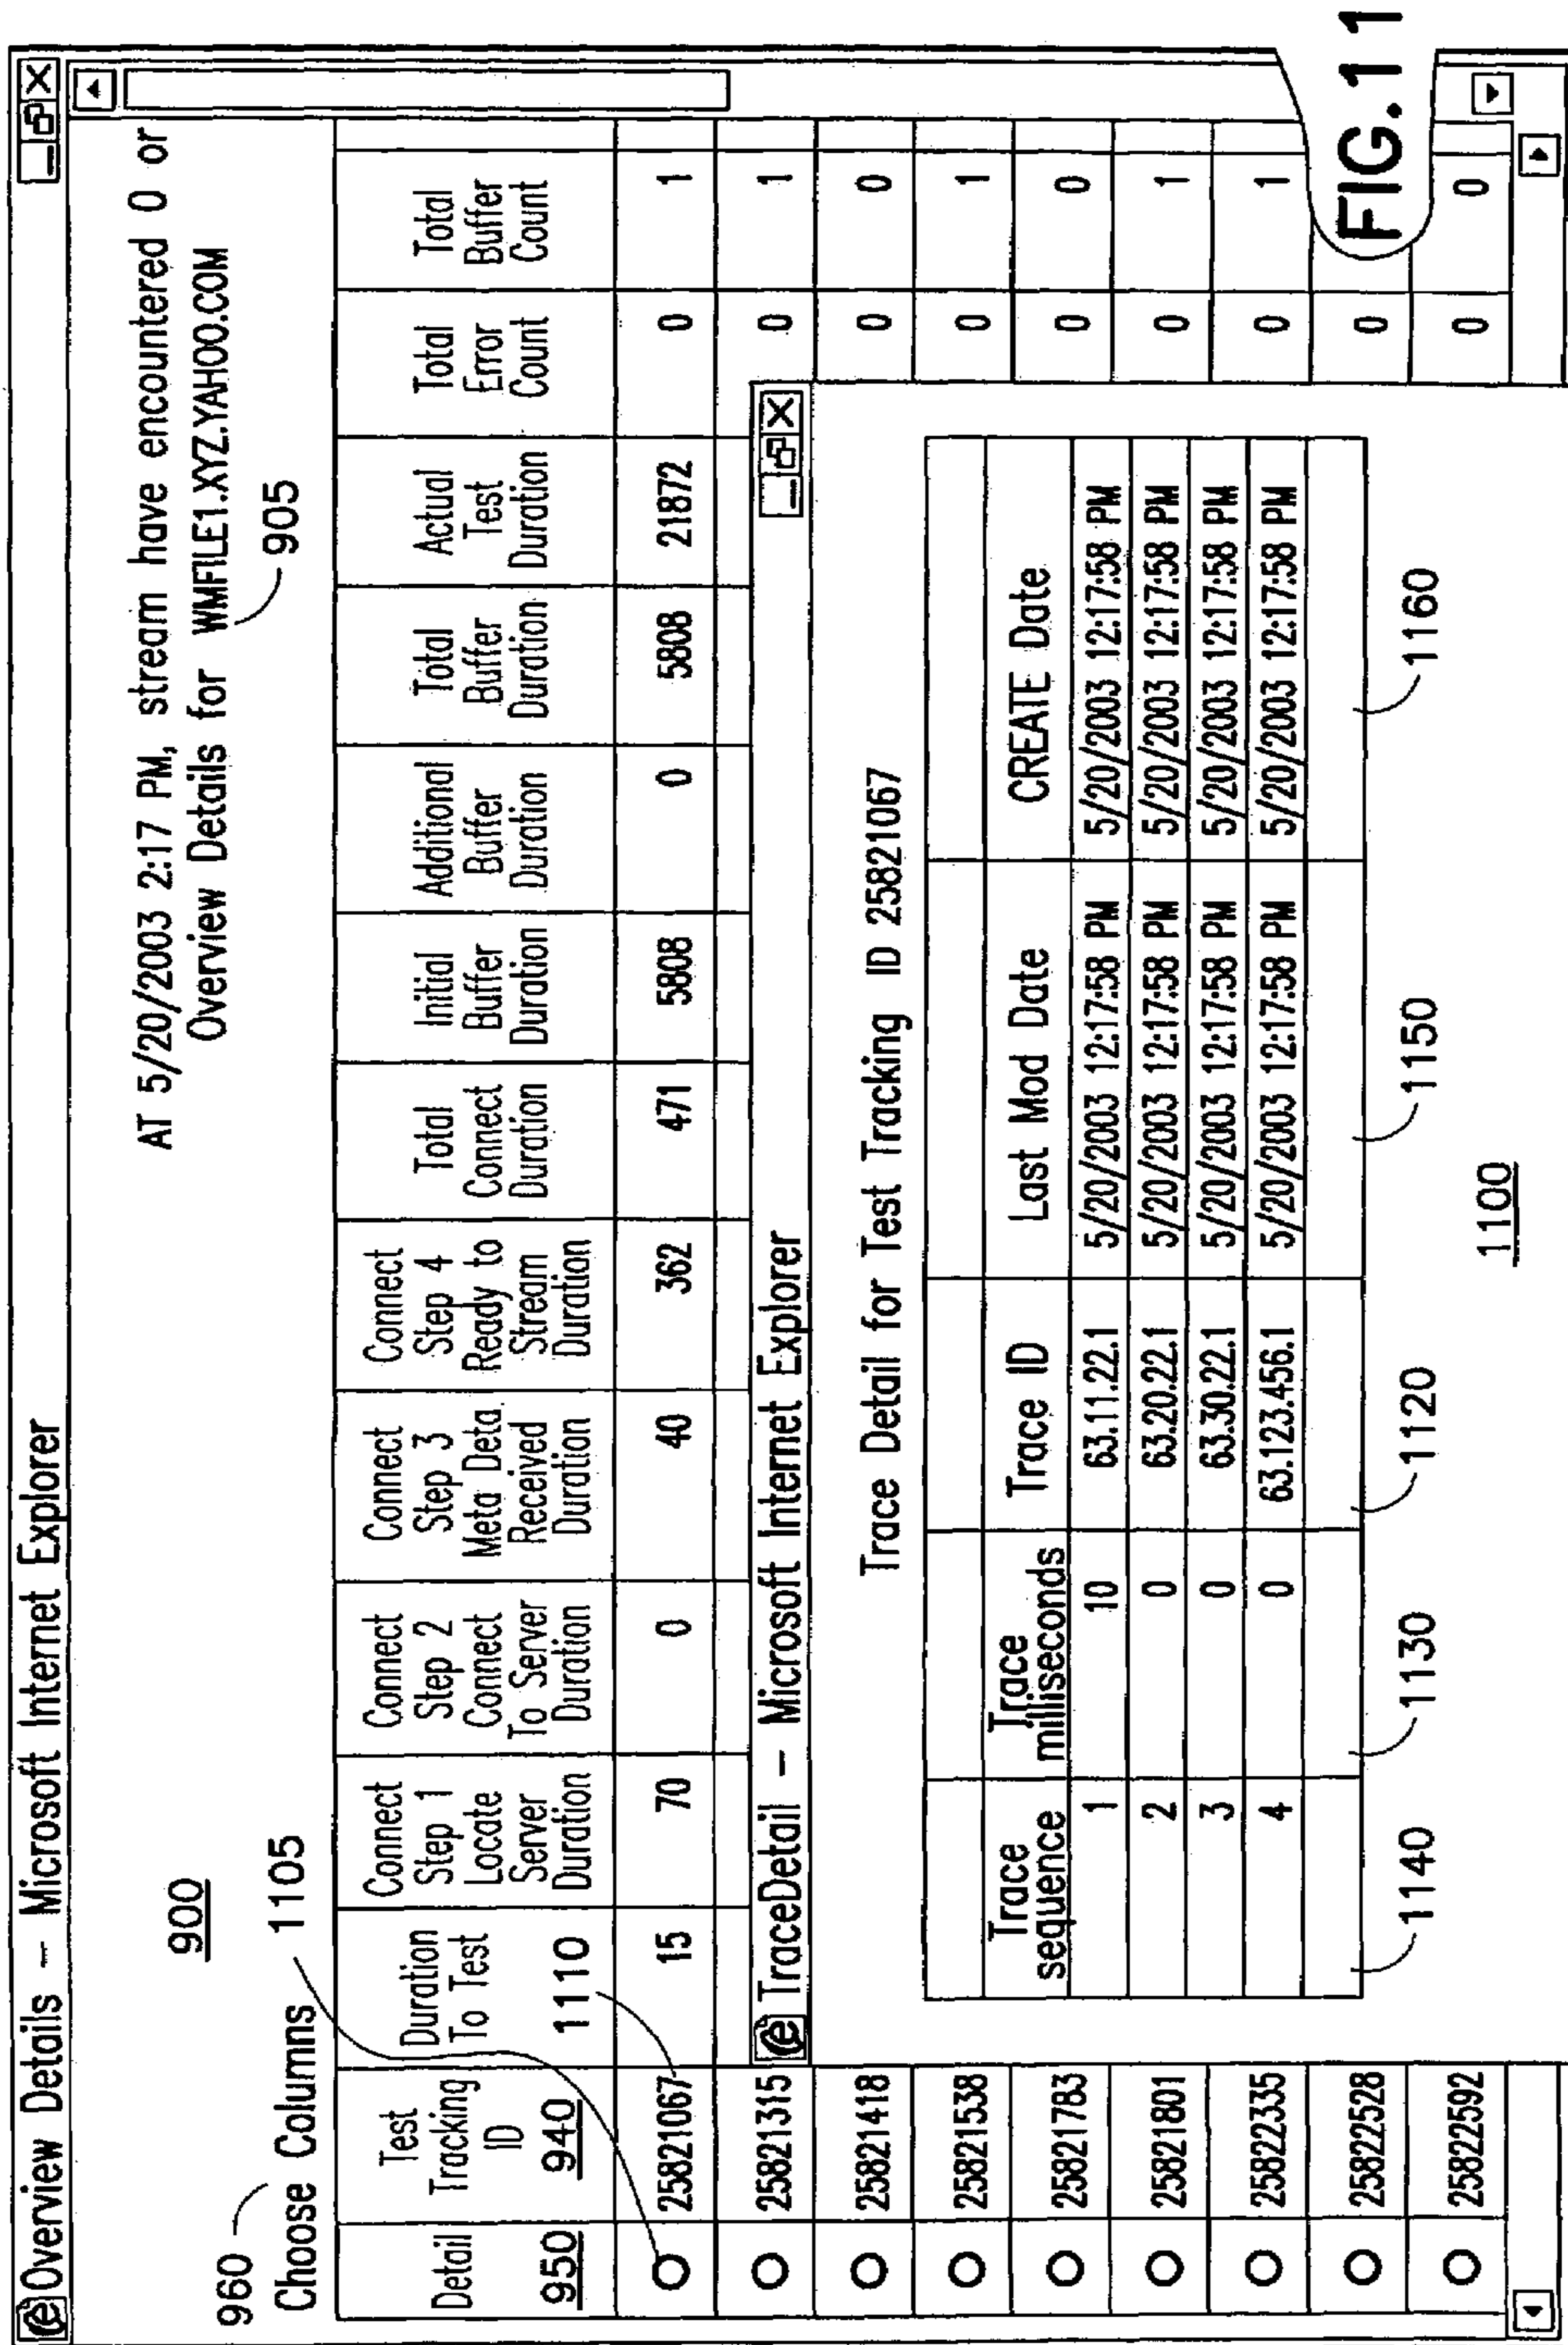 Overview Details – Microsoft Internet Explorer
900
AT 5/20/2003 2:17 PM, stream have encountered 0 or
Overview Details for WMFILE1.XYZ.YAHOO.COM
905
960
Choose Columns
1105
Detail
950
Test
Tracking
ID
940
Duration
To Test
1110
Connect
Step 1
Locate
Server
Duration
Connect
Step 2
Connect
To Server
Duration
Connect
Step 3
Meta Deta
Received
Duration
Connect
Step 4
Ready to
Stream
Duration
Total
Connect
Duration
Initial
Buffer
Duration
Additional
Buffer
Duration
Total
Buffer
Duration
Actual
Test
Duration
Total
Error
Count
Total
Buffer
Count
25821067 15 70 0 40 362 471 5808 0 5808 21872 0 1
25821315 0 1
25821418 0 0
25821538 0 1
25821783 0 0
25821801 0 1
25822335 0 1
25822528 0
25822592 0 0
TraceDetail – Microsoft Internet Explorer
Trace Detail for Test Tracking ID 25821067
Trace
sequence
Trace
milliseconds
Trace ID
Last Mod Date
CREATE Date
1 10 63.11.22.1 5/20/2003 12:17:58 PM 5/20/2003 12:17:58 PM
2 0 63.20.22.1 5/20/2003 12:17:58 PM 5/20/2003 12:17:58 PM
3 0 63.30.22.1 5/20/2003 12:17:58 PM 5/20/2003 12:17:58 PM
4 0 63.123.456.1 5/20/2003 12:17:58 PM 5/20/2003 12:17:58 PM
1140
1130
1120
1150
1160
1100
FIG.11